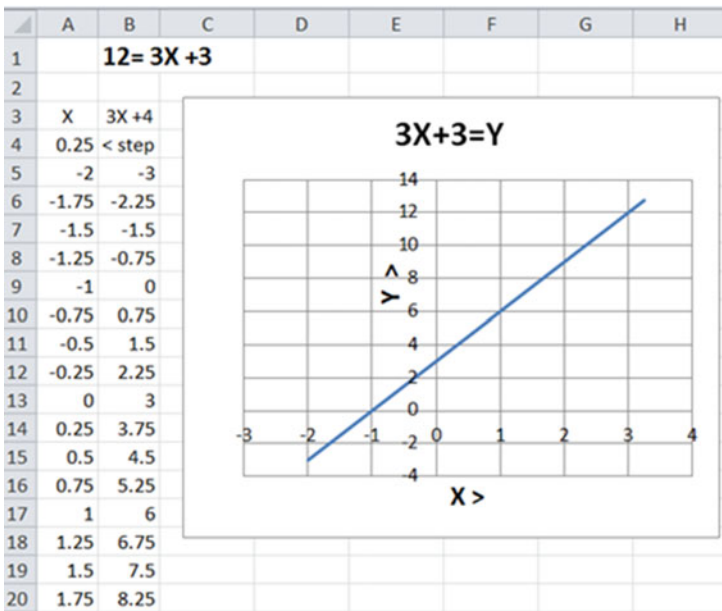 A B C D E F G H
1 12= 3X +3
2
3 X 3X +4
4 0.25 < step
5 -2 -3
6 -1.75 -2.25
7 -1.5 -1.5
8 -1.25 -0.75
9 -1 0
10 -0.75 0.75
11 -0.5 1.5
12 -0.25 2.25
13 0 3
14 0.25 3.75
15 0.5 4.5
16 0.75 5.25
17 1 6
18 1.25 6.75
19 1.5 7.5
20 1.75 8.25
3X+3=Y
14
12
10
8
6
4
2
0
-2
-4
Y >
-3 -2 -1 0 1 2 3 4
X >